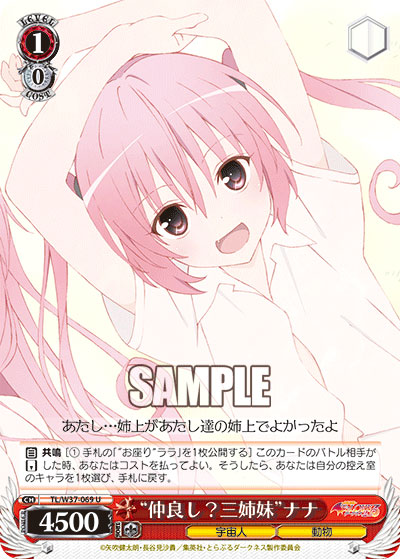 LEVEL
1
0
COST
SAMPLE
あたし…姉上があたし達の姉上でよかったよ
共鳴 [① 手札の「“お座り”ララ」を1枚公開する] このカードのバトル相手が
した時、あなたはコストを払ってよい。そうしたら、あなたは自分の控え室
のキャラを1枚選び、手札に戻す。
TL/W37-069 U
“仲良し？三姉妹”ナナ
4500
宇宙人
動物
©矢吹健太朗・長谷見沙貴／集英社・とらぶるダークネス製作委員会